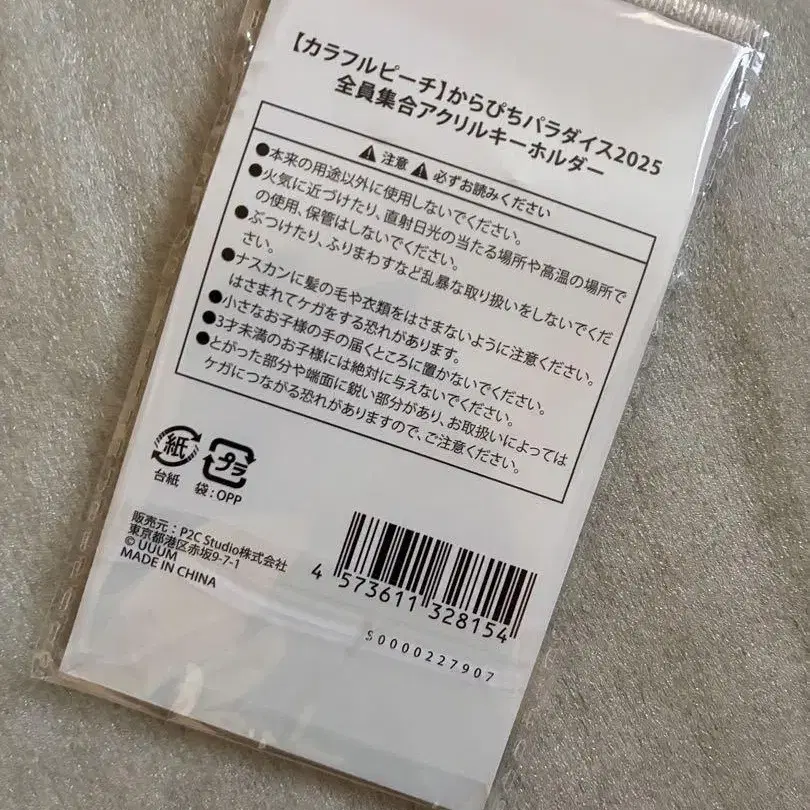 【カラフルピーチ】からぴちパラダイス2025
全員集合アクリルキーホルダー
⚠ 注意 ⚠ 必ずお読みください
●本来の用途以外に使用しないでください。
●火気に近づけたり、直射日光の当たる場所や高温の場所で
の使用、保管はしないでください。
●ぶつけたり、ふりまわすなど乱暴な取り扱いをしないでくだ
さい。
●ナスカンに髪の毛や衣類をはさまないように注意ください。
はさまれてケガをする恐れがあります。
●小さなお子様の手の届くところに置かないでください。
●3才未満のお子様には絶対に与えないでください。
●とがった部分や端面に鋭い部分があり、お取扱いによっては
ケガにつながる恐れがありますので、ご注意ください。
紙 プラ
台紙 袋:OPP
販売元:P2C Studio株式会社
東京都港区赤坂9-7-1
© UUUM
MADE IN CHINA
4 573611 328154
S0000227907